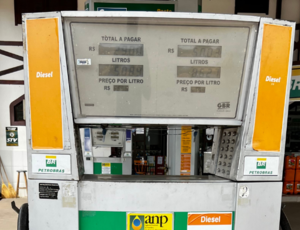 TOTAL A PAGAR
TOTAL A PAGAR
R$
R$
LITROS
LITROS
PREÇO POR LITRO
PREÇO POR LITRO
R$
R$
Diesel
Diesel
BR
PETROBRAS
BR
PETROBRAS
anp
Diesel